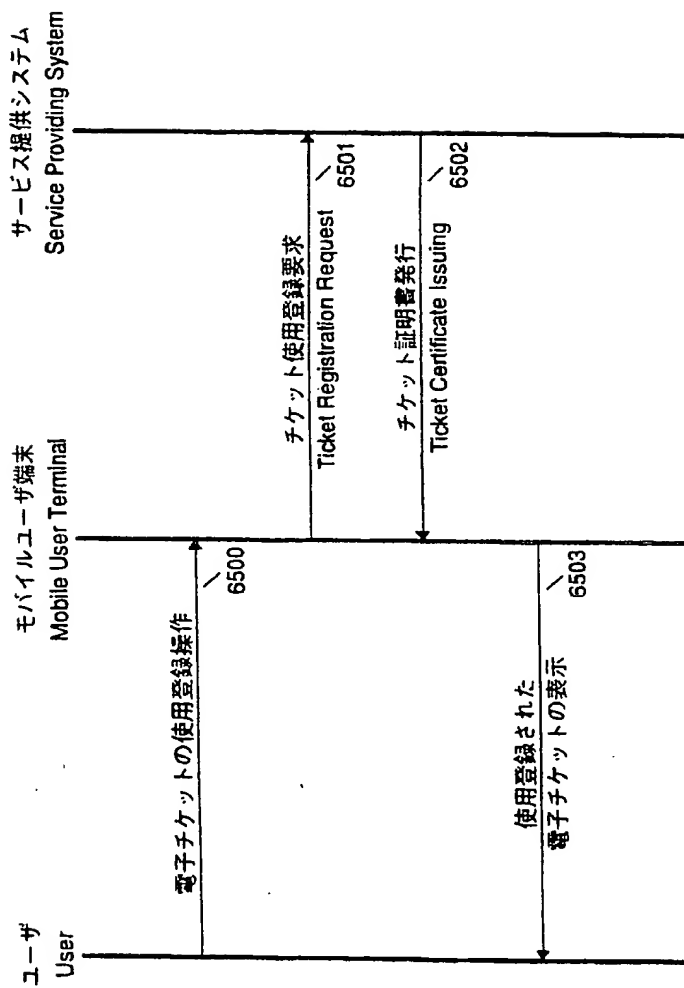 ユーザ
User
モバイルユーザ端末
Mobile User Terminal
サービス提供システム
Service Providing System
電子チケットの使用登録操作
6500
チケット使用登録要求
Ticket Registration Request
6501
チケット証明書発行
Ticket Certificate Issuing
6502
使用登録された
電子チケットの表示
6503